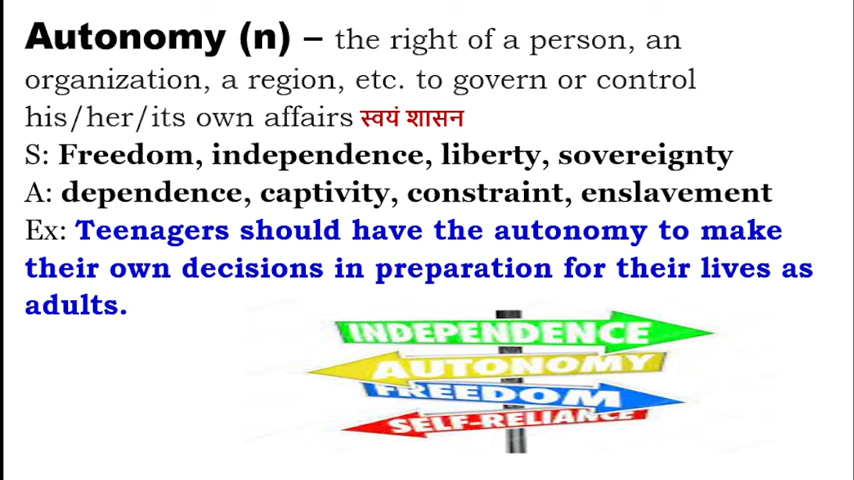 Autonomy (n) – the right of a person, an
organization, a region, etc. to govern or control
his/her/its own affairs स्वयं शासन
S: Freedom, independence, liberty, sovereignty
A: dependence, captivity, constraint, enslavement
Ex: Teenagers should have the autonomy to make
their own decisions in preparation for their lives as
adults.
INDEPENDENCE
AUTONOMY
FREEDOM
SELF-RELIANCE